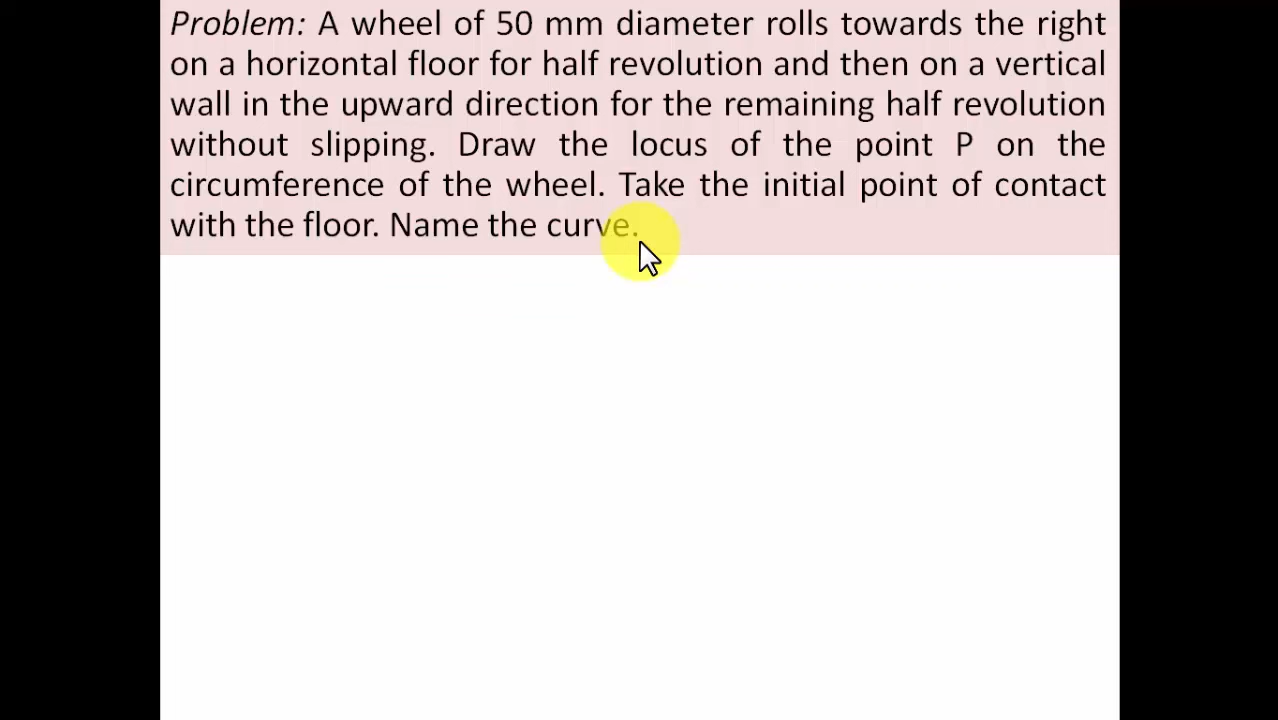 Problem: A wheel of 50 mm diameter rolls towards the right
on a horizontal floor for half revolution and then on a vertical
wall in the upward direction for the remaining half revolution
without slipping. Draw the locus of the point P on the
circumference of the wheel. Take the initial point of contact
with the floor. Name the curve.